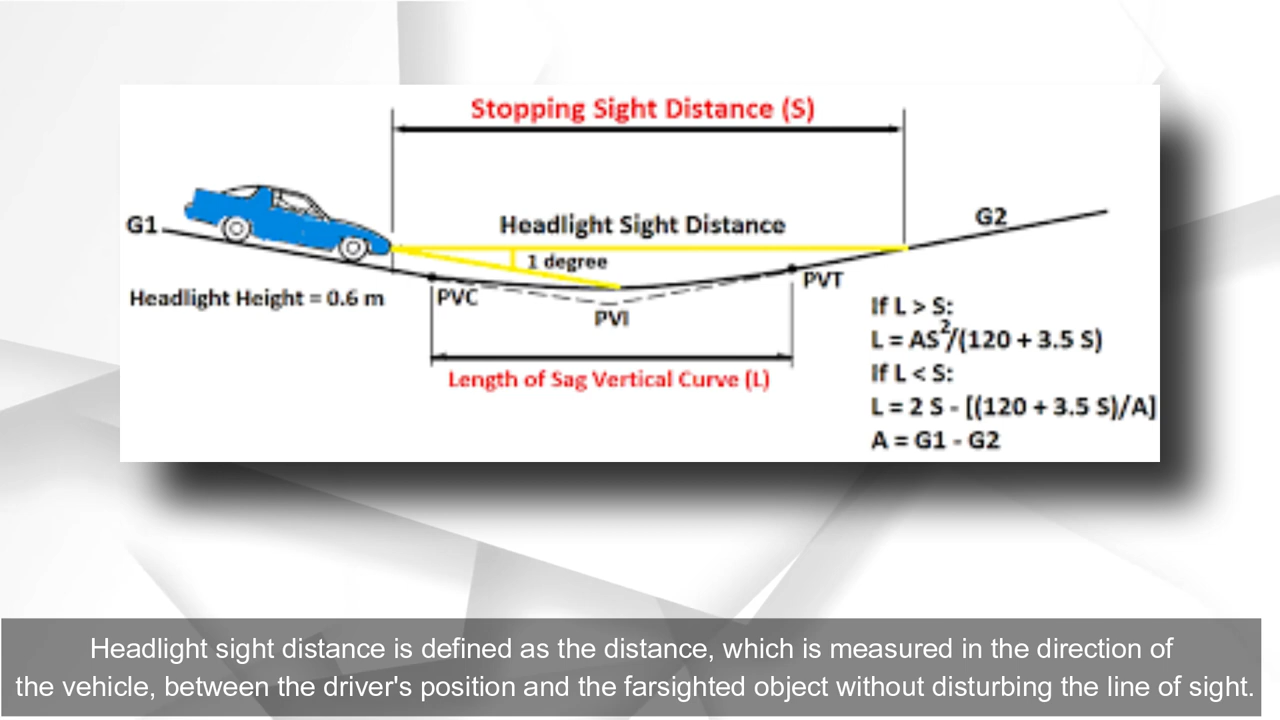 Stopping Sight Distance (S)
G1
Headlight Sight Distance
G2
1 degree
Headlight Height = 0.6 m
PVC
PVI
PVT
Length of Sag Vertical Curve (L)
If L > S:
L = AS²/(120 + 3.5 S)
If L < S:
L = 2 S - [(120 + 3.5 S)/A]
A = G1 - G2
Headlight sight distance is defined as the distance, which is measured in the direction of
the vehicle, between the driver's position and the farsighted object without disturbing the line of sight.